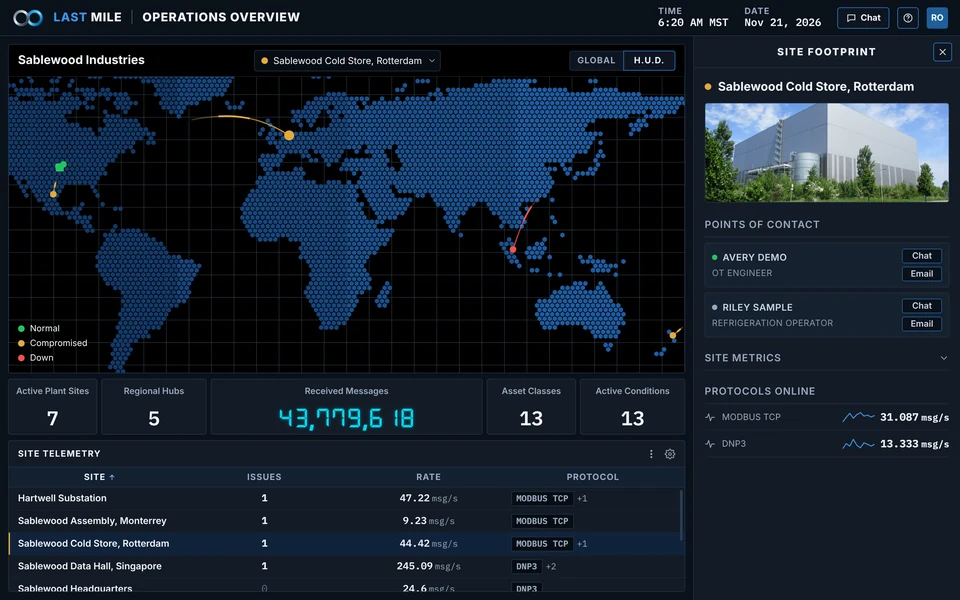 LAST MILE | OPERATIONS OVERVIEW
TIME
6:20 AM MST
DATE
Nov 21, 2026
Chat
RO
Sablewood Industries
Sablewood Cold Store, Rotterdam
GLOBAL
H.U.D.
Normal
Compromised
Down
Active Plant Sites
7
Regional Hubs
5
Received Messages
43,779,618
Asset Classes
13
Active Conditions
13
SITE TELEMETRY
SITE ↑ ISSUES RATE PROTOCOL
Hartwell Substation 1 47.22 msg/s MODBUS TCP +1
Sablewood Assembly, Monterrey 1 9.23 msg/s MODBUS TCP
Sablewood Cold Store, Rotterdam 1 44.42 msg/s MODBUS TCP +1
Sablewood Data Hall, Singapore 1 245.09 msg/s DNP3 +2
Sablewood Headquarters 0 24.6 msg/s DNP3
SITE FOOTPRINT
Sablewood Cold Store, Rotterdam
POINTS OF CONTACT
AVERY DEMO
OT ENGINEER
Chat
Email
RILEY SAMPLE
REFRIGERATION OPERATOR
Chat
Email
SITE METRICS
PROTOCOLS ONLINE
MODBUS TCP 31.087 msg/s
DNP3 13.333 msg/s